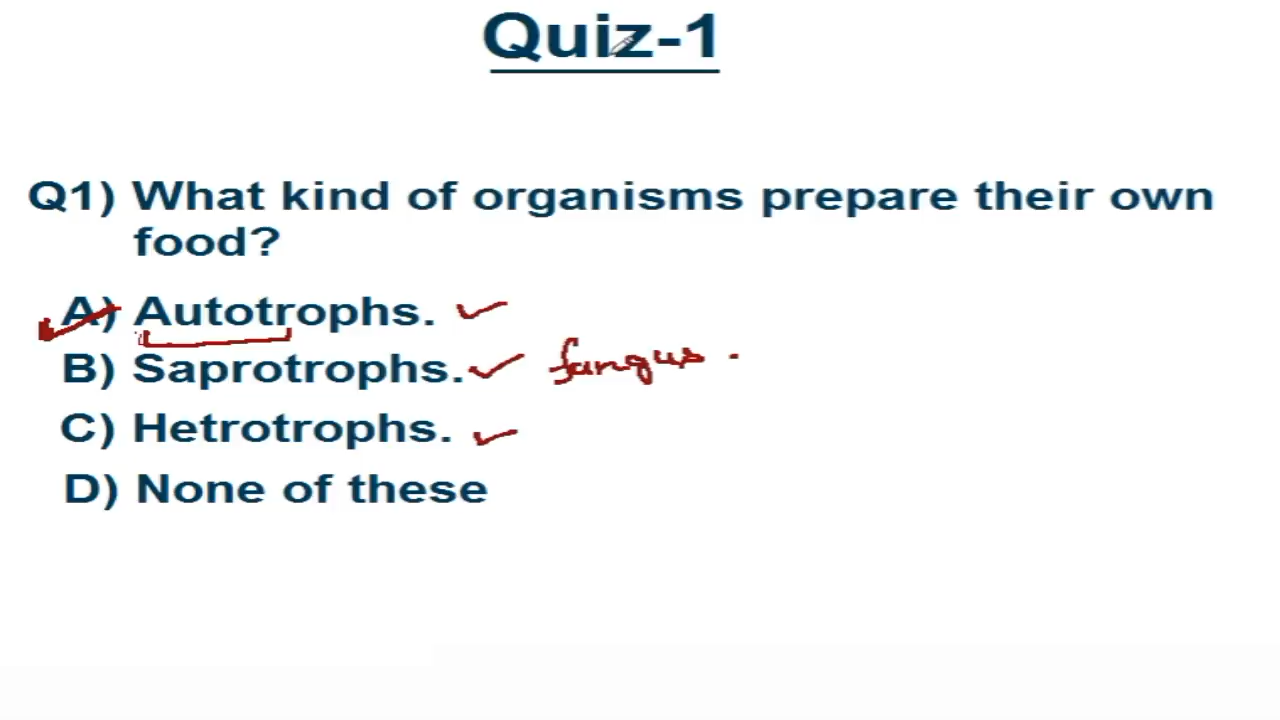 Quiz-1
Q1) What kind of organisms prepare their own
food?
A) Autotrophs.
B) Saprotrophs. fungus.
C) Hetrotrophs.
D) None of these